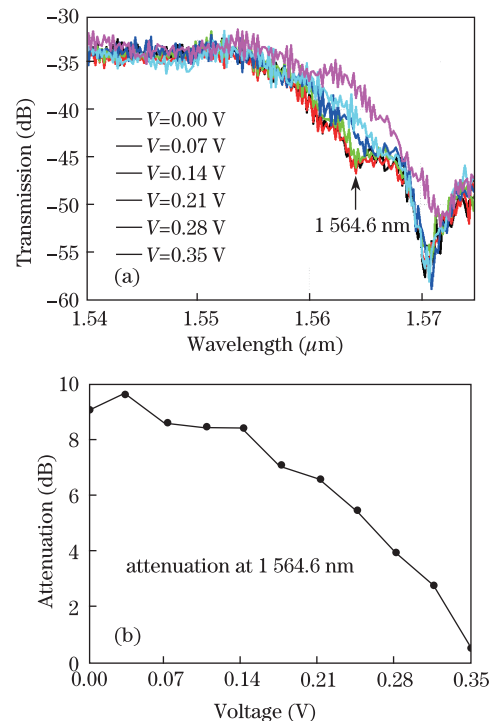 −30
−35
−40
−45
−50
−55
−60
Transmission (dB)
V=0.00 V
V=0.07 V
V=0.14 V
V=0.21 V
V=0.28 V
V=0.35 V
1 564.6 nm
(a)
1.54 1.55 1.56 1.57
Wavelength (μm)
10
8
6
4
2
0
Attenuation (dB)
attenuation at 1 564.6 nm
(b)
0.00 0.07 0.14 0.21 0.28 0.35
Voltage (V)